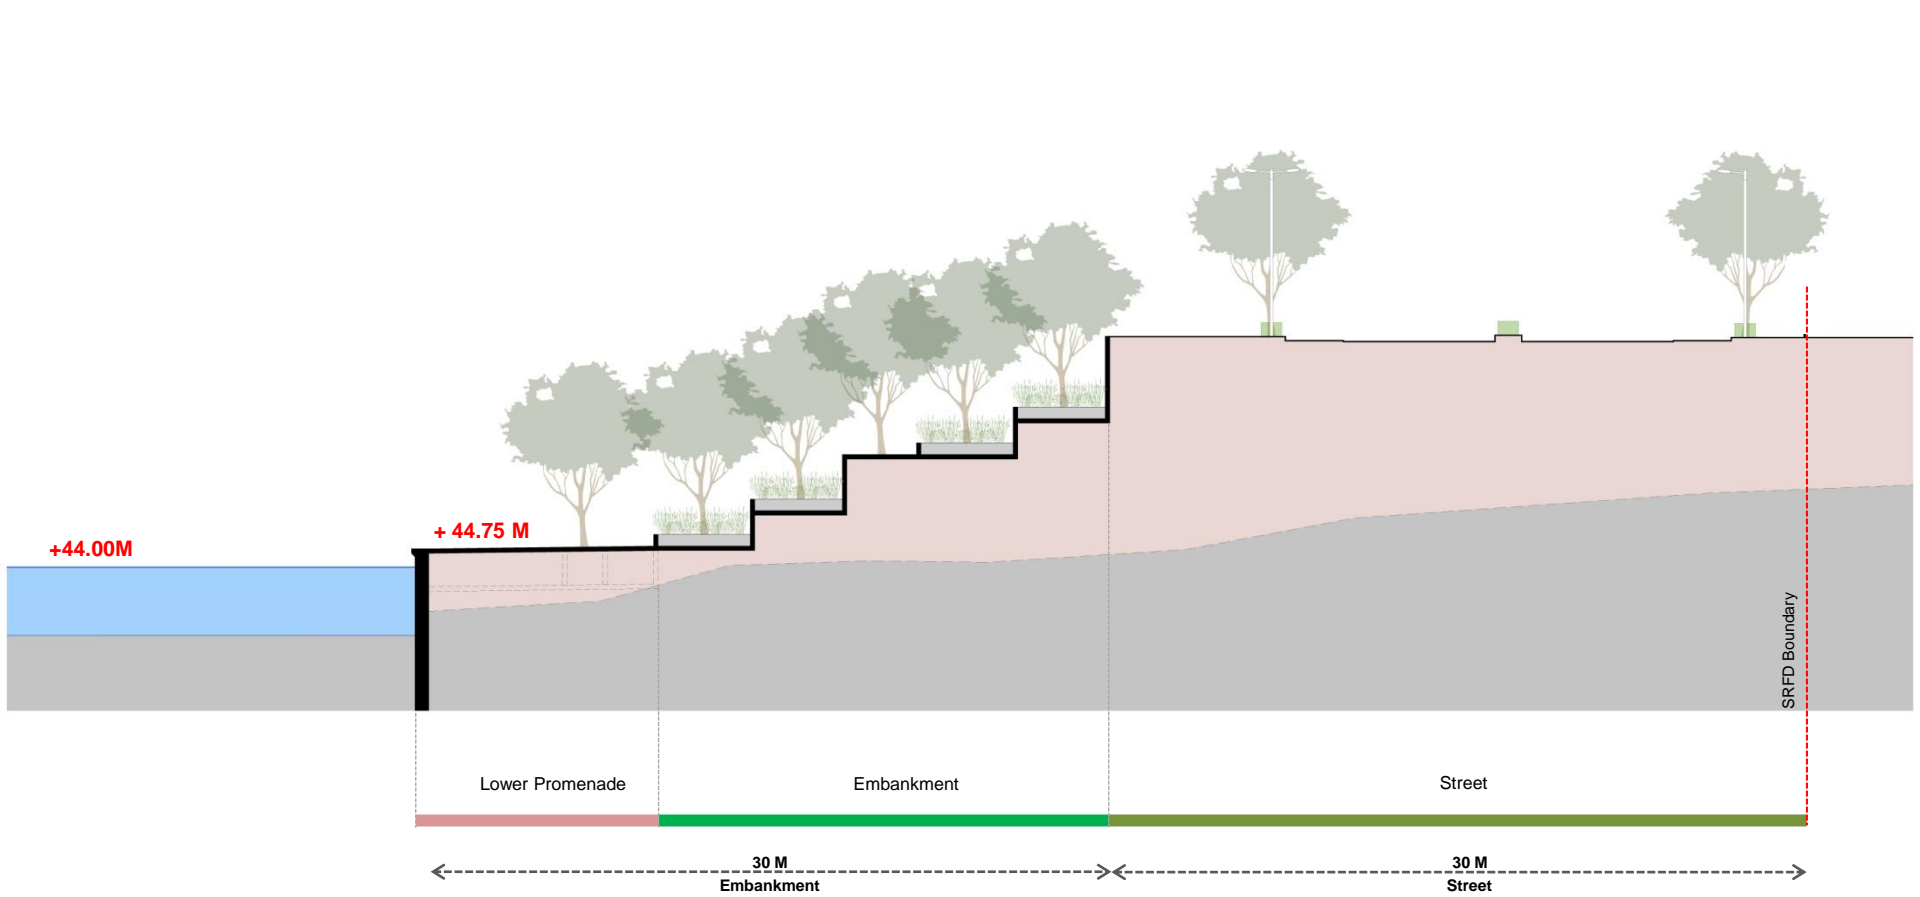 +44.00M
+ 44.75 M
SRFD Boundary
Lower Promenade
Embankment
Street
30 M
Embankment
30 M
Street